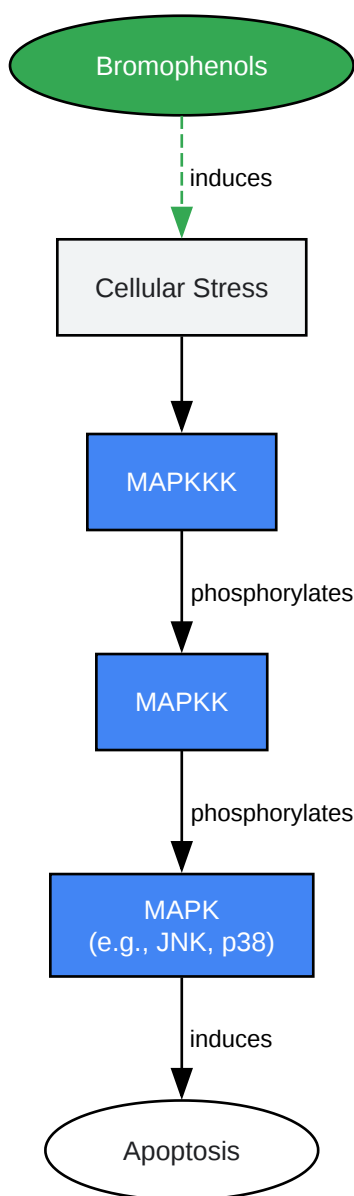 Bromophenols
induces
Cellular Stress
MAPKKK
phosphorylates
MAPKK
phosphorylates
MAPK
(e.g., JNK, p38)
induces
Apoptosis